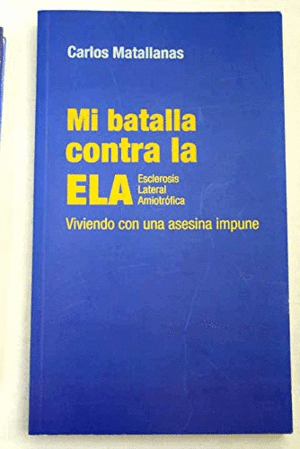 Carlos Matallanas
Mi batalla
contra la
ELA
Esclerosis
Lateral
Amiotrófica
Viviendo con una asesina impune